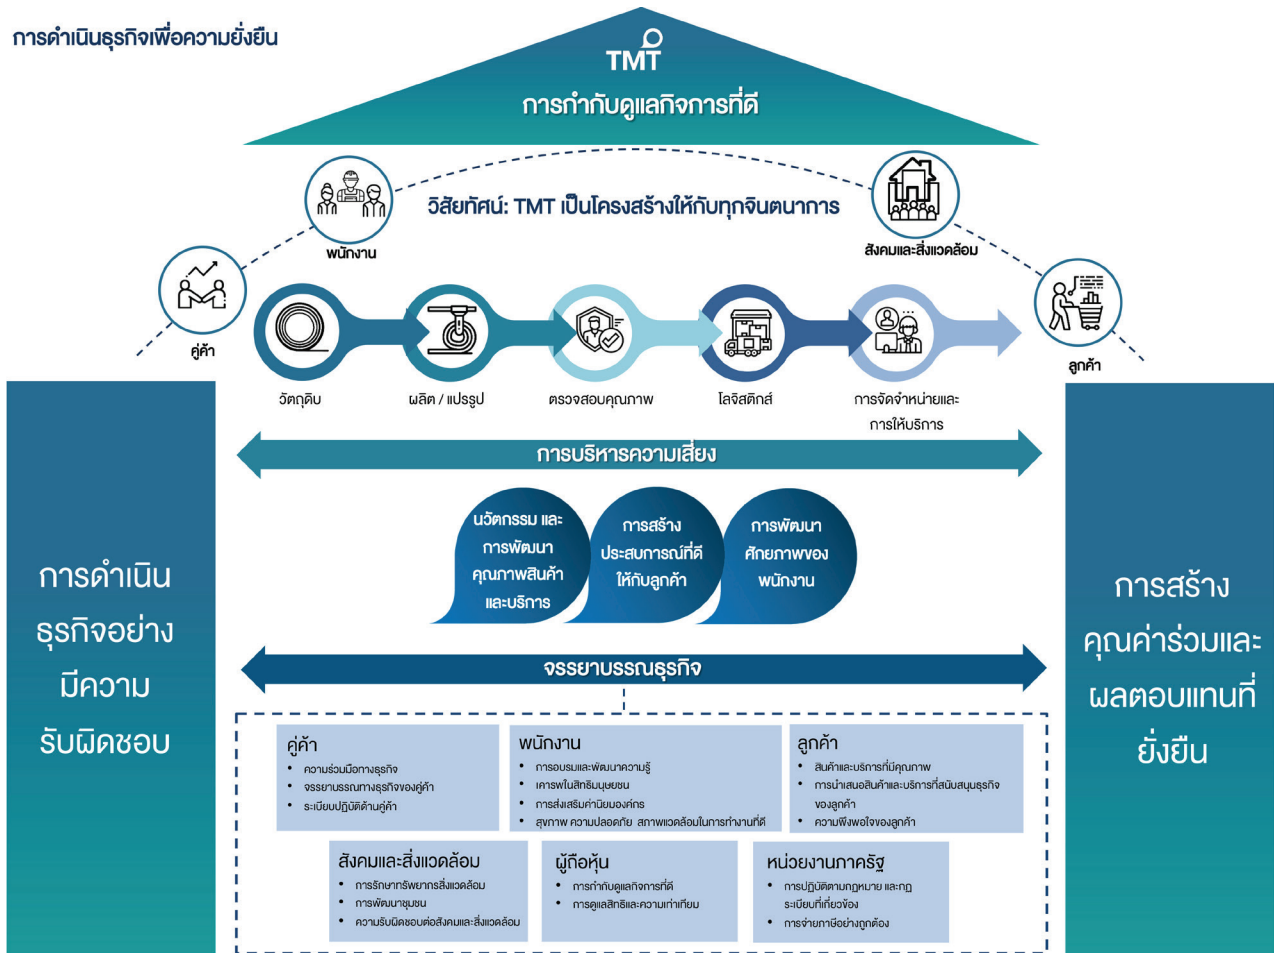 การดำเนินธุรกิจเพื่อความยั่งยืน
TMT
การกำกับดูแลกิจการที่ดี
วิสัยทัศน์: TMT เป็นโครงสร้างให้กับทุกจินตนาการ
พนักงาน
สังคมและสิ่งแวดล้อม
คู่ค้า
ลูกค้า
วัตถุดิบ
ผลิต / แปรรูป
ตรวจสอบคุณภาพ
โลจิสติกส์
การจัดจำหน่ายและ
การให้บริการ
การบริหารความเสี่ยง
นวัตกรรม และ
การพัฒนา
คุณภาพสินค้า
และบริการ
การสร้าง
ประสบการณ์ที่ดี
ให้กับลูกค้า
การพัฒนา
ศักยภาพของ
พนักงาน
การดำเนิน
ธุรกิจอย่าง
มีความ
รับผิดชอบ
การสร้าง
คุณค่าร่วมและ
ผลตอบแทนที่
ยั่งยืน
จรรยาบรรณธุรกิจ
คู่ค้า
• ความร่วมมือทางธุรกิจ
• จรรยาบรรณทางธุรกิจของคู่ค้า
• ระเบียบปฏิบัติด้านคู่ค้า
พนักงาน
• การอบรมและพัฒนาความรู้
• เคารพในสิทธิมนุษยชน
• การส่งเสริมค่านิยมองค์กร
• สุขภาพ ความปลอดภัย สภาพแวดล้อมในการทำงานที่ดี
ลูกค้า
• สินค้าและบริการที่มีคุณภาพ
• การนำเสนอสินค้าและบริการที่สนับสนุนธุรกิจ
ของลูกค้า
• ความพึงพอใจของลูกค้า
สังคมและสิ่งแวดล้อม
• การรักษาทรัพยากรสิ่งแวดล้อม
• การพัฒนาชุมชน
• ความรับผิดชอบต่อสังคมและสิ่งแวดล้อม
ผู้ถือหุ้น
• การกำกับดูแลกิจการที่ดี
• การดูแลสิทธิและความเท่าเทียม
หน่วยงานภาครัฐ
• การปฏิบัติตามกฎหมาย และกฎ
ระเบียบที่เกี่ยวข้อง
• การจ่ายภาษีอย่างถูกต้อง